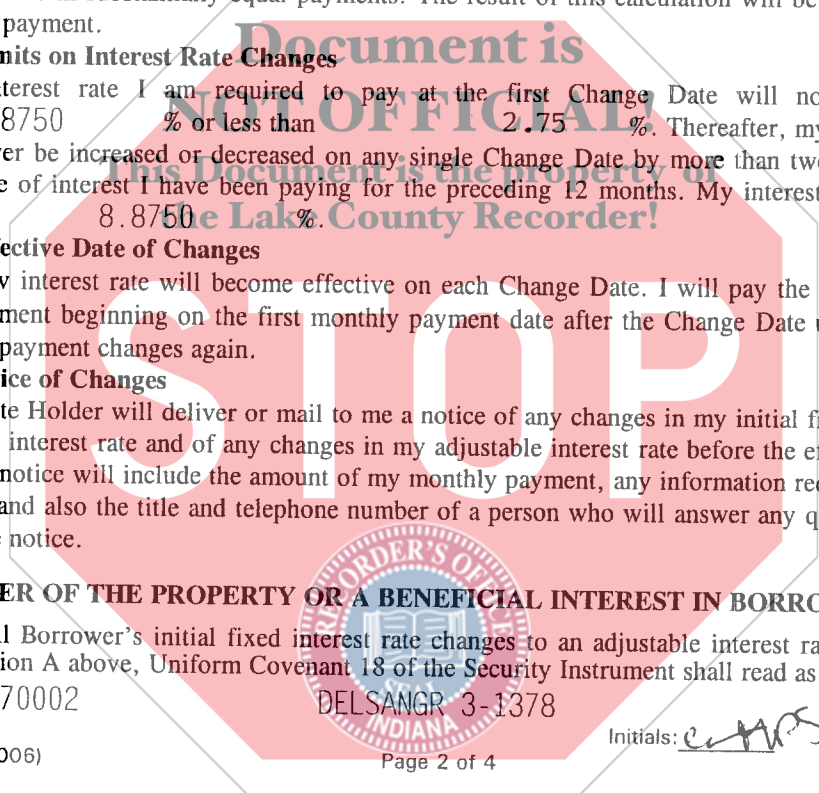 payment.
Document is
mits on Interest Rate Changes
terest rate I am required to pay at the first Change Date will no
NOT OFFICIAL!
8750 % or less than 2.75 %. Thereafter, my
er be increased or decreased on any single Change Date by more than two
This Document is the property of
e of interest I have been paying for the preceding 12 months. My interest
the Lake County Recorder!
8.8750 %.
ective Date of Changes
w interest rate will become effective on each Change Date. I will pay the
ment beginning on the first monthly payment date after the Change Date u
payment changes again.
STOP
ice of Changes
te Holder will deliver or mail to me a notice of any changes in my initial fi
interest rate and of any changes in my adjustable interest rate before the ef
notice will include the amount of my monthly payment, any information re
and also the title and telephone number of a person who will answer any q
notice.
RECORDER'S OFFICE
ER OF THE PROPERTY OR A BENEFICIAL INTEREST IN BORRO
l Borrower's initial fixed interest rate changes to an adjustable interest ra
ion A above, Uniform Covenant 18 of the Security Instrument shall read as
SEAL
70002 DELSANGR 3-1378
INDIANA
Initials:
006) Page 2 of 4